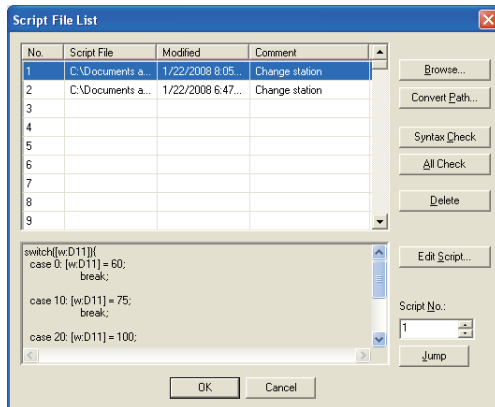 Script File List
No. Script File Modified Comment
1 C:\Documents a... 1/22/2008 8:05... Change station
2 C:\Documents a... 1/22/2008 6:47... Change station
3
4
5
6
7
8
9
Browse...
Convert Path...
Syntax Check
All Check
Delete
switch([w:D11]){
case 0: [w:D11] = 60;
break;
case 10: [w:D11] = 75;
break;
case 20: [w:D11] = 100;
Edit Script...
Script No.:
1
Jump
OK Cancel